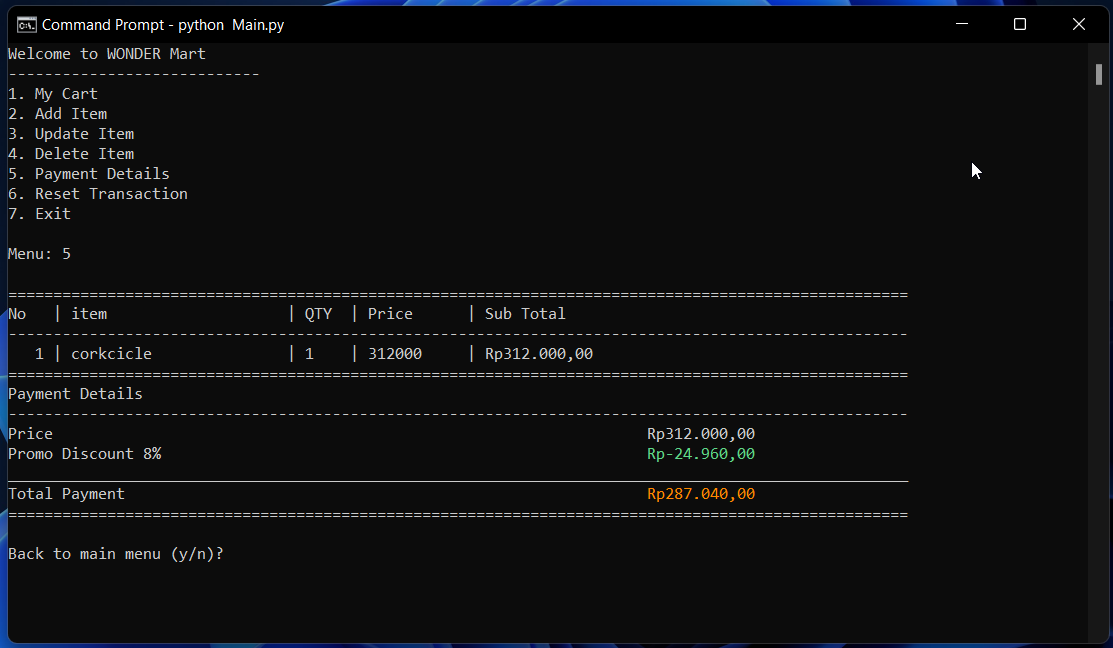 Command Prompt - python  Main.py
Welcome to WONDER Mart
----------------------------
1. My Cart
2. Add Item
3. Update Item
4. Delete Item
5. Payment Details
6. Reset Transaction
7. Exit
Menu: 5
====================================================================================================
No   | item                    | QTY  | Price      | Sub Total
----------------------------------------------------------------------------------------------------
   1 | corkcicle               | 1    | 312000     | Rp312.000,00
====================================================================================================
Payment Details
----------------------------------------------------------------------------------------------------
Price                                                                  Rp312.000,00
Promo Discount 8%                                                      Rp-24.960,00
____________________________________________________________________________________________________
Total Payment                                                          Rp287.040,00
====================================================================================================
Back to main menu (y/n)?